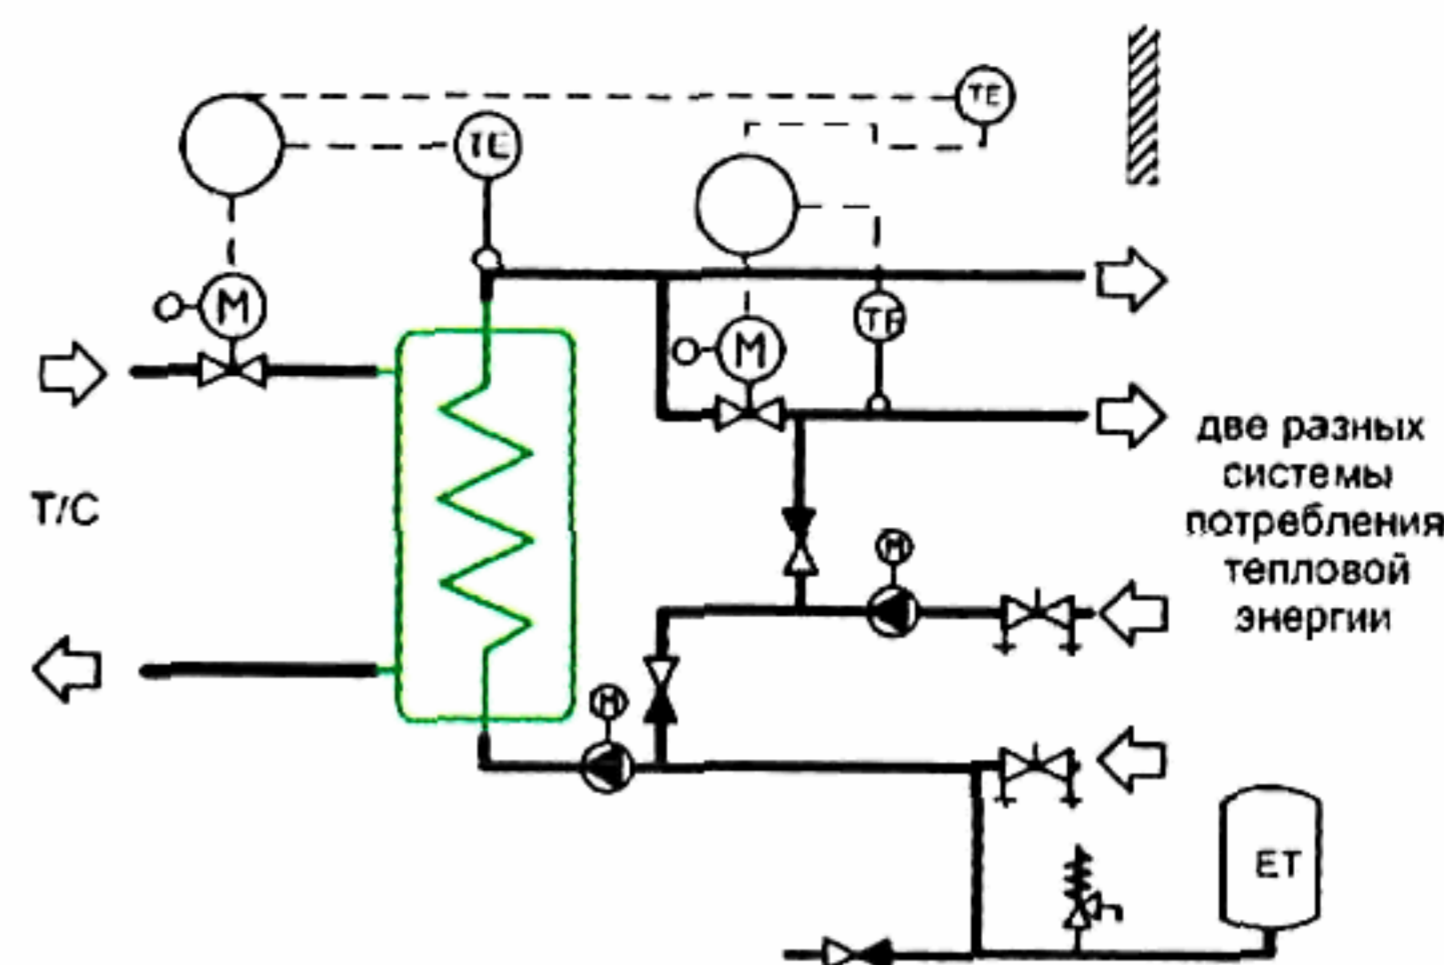 TE
TE
M
M
TE
T/C
две разных
системы
потребления
тепловой
энергии
M
M
ET